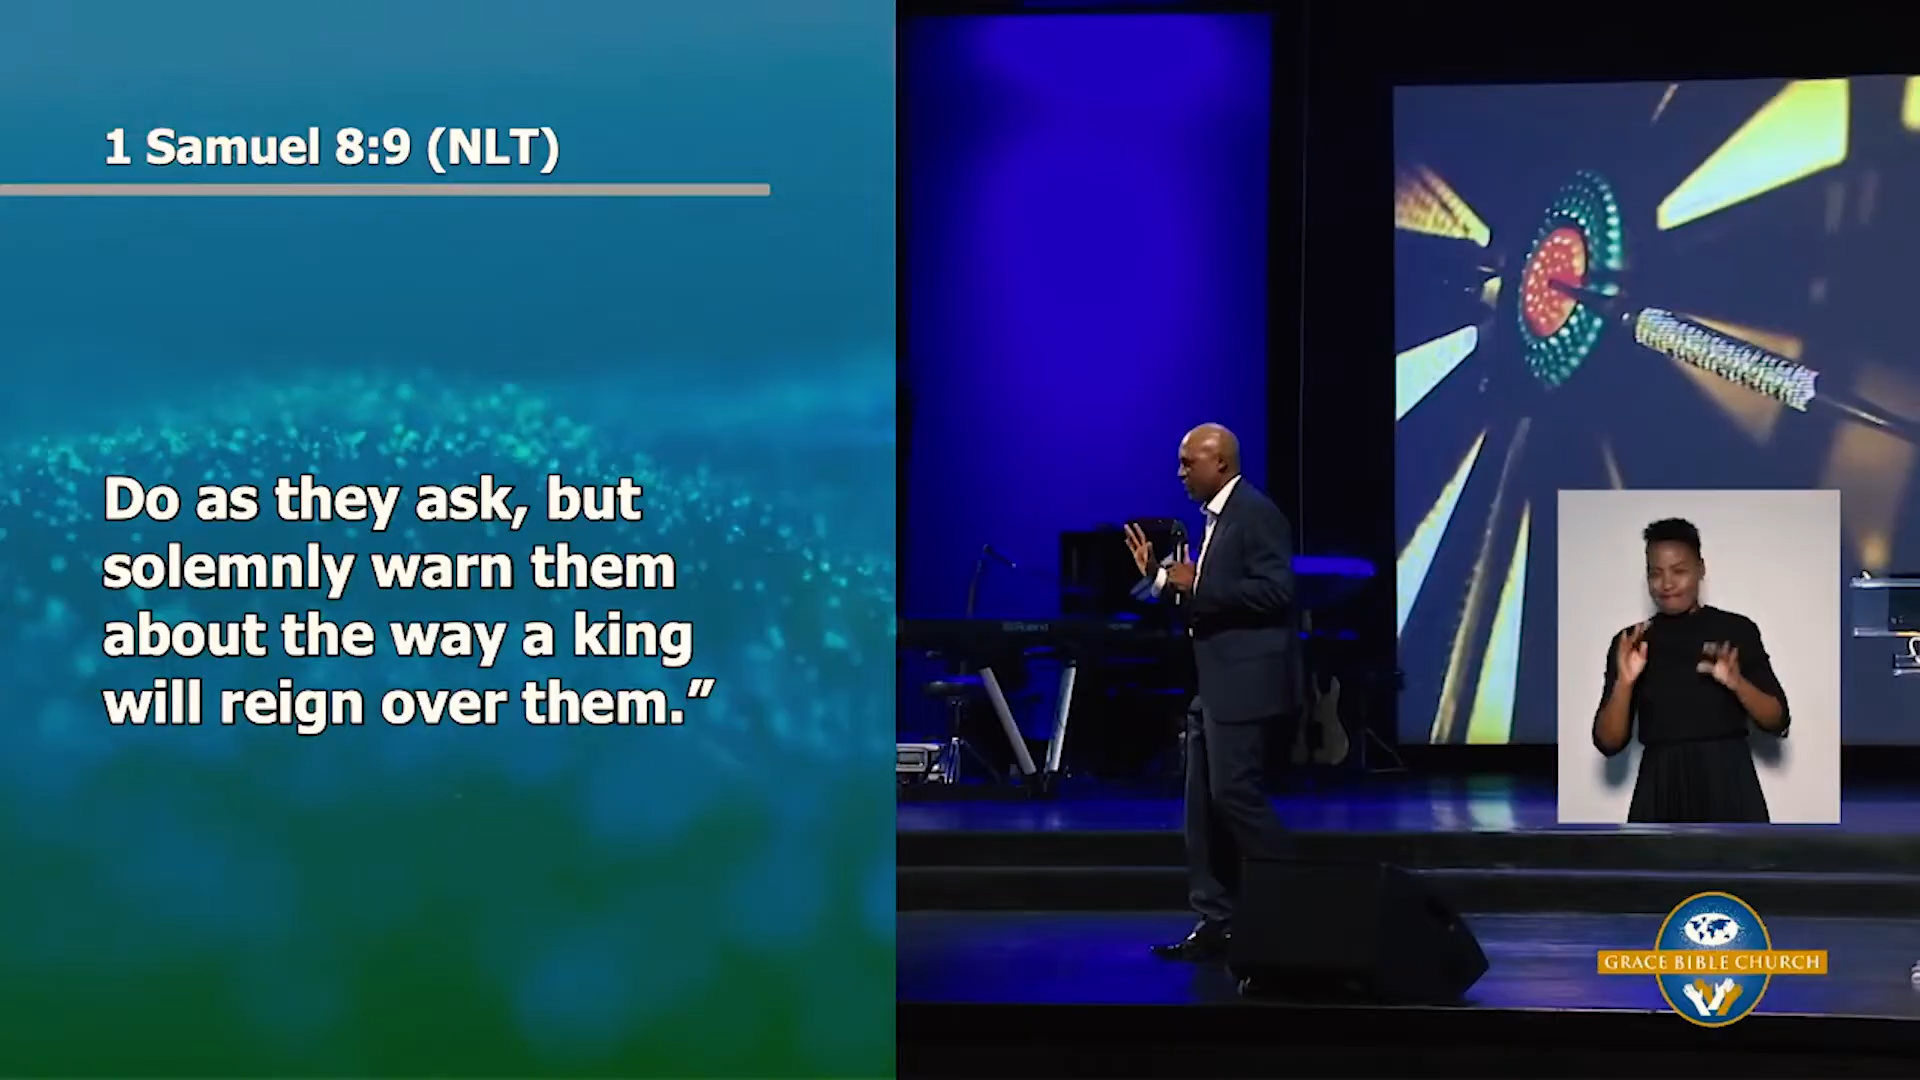 1 Samuel 8:9 (NLT)
Do as they ask, but
solemnly warn them
about the way a king
will reign over them.”
Roland
GRACE BIBLE CHURCH